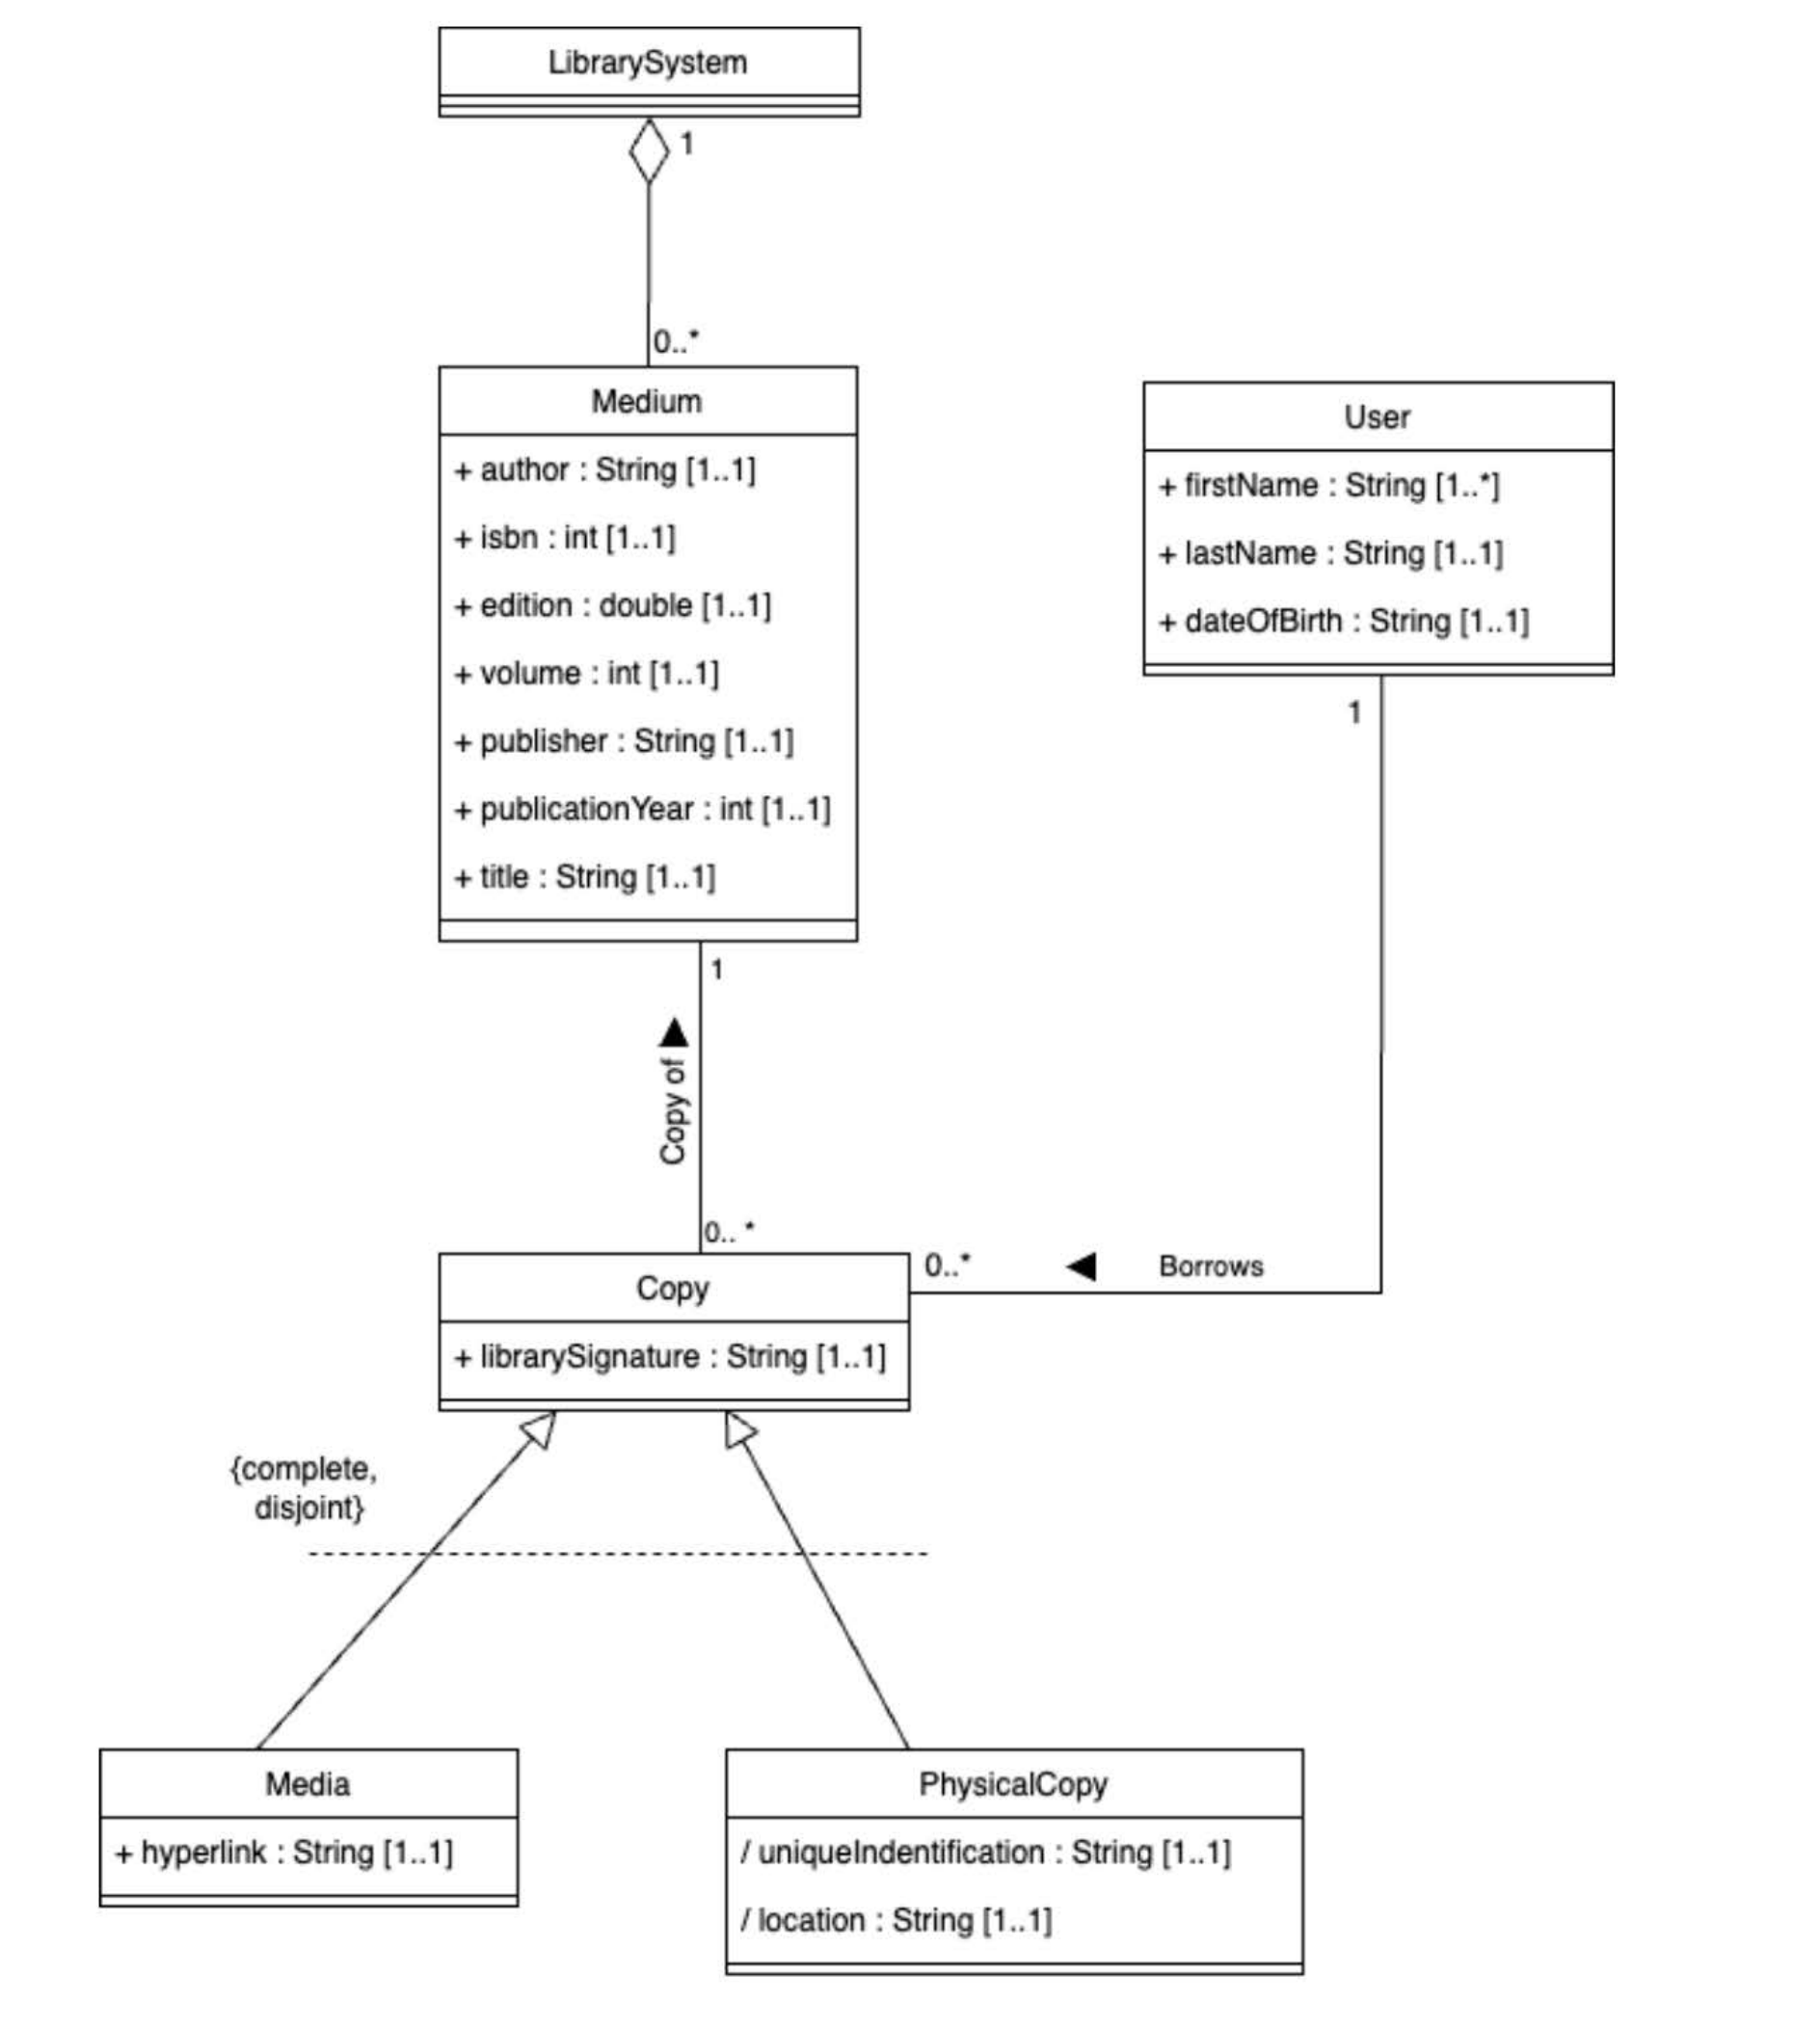 LibrarySystem
1
0..*
Medium
+ author : String [1..1]
+ isbn : int [1..1]
+ edition : double [1..1]
+ volume : int [1..1]
+ publisher : String [1..1]
+ publicationYear : int [1..1]
+ title : String [1..1]
User
+ firstName : String [1..*]
+ lastName : String [1..1]
+ dateOfBirth : String [1..1]
1
1
Copy of
0.. *
0..*
Borrows
Copy
+ librarySignature : String [1..1]
{complete,
disjoint}
Media
+ hyperlink : String [1..1]
PhysicalCopy
/ uniqueIndentification : String [1..1]
/ location : String [1..1]